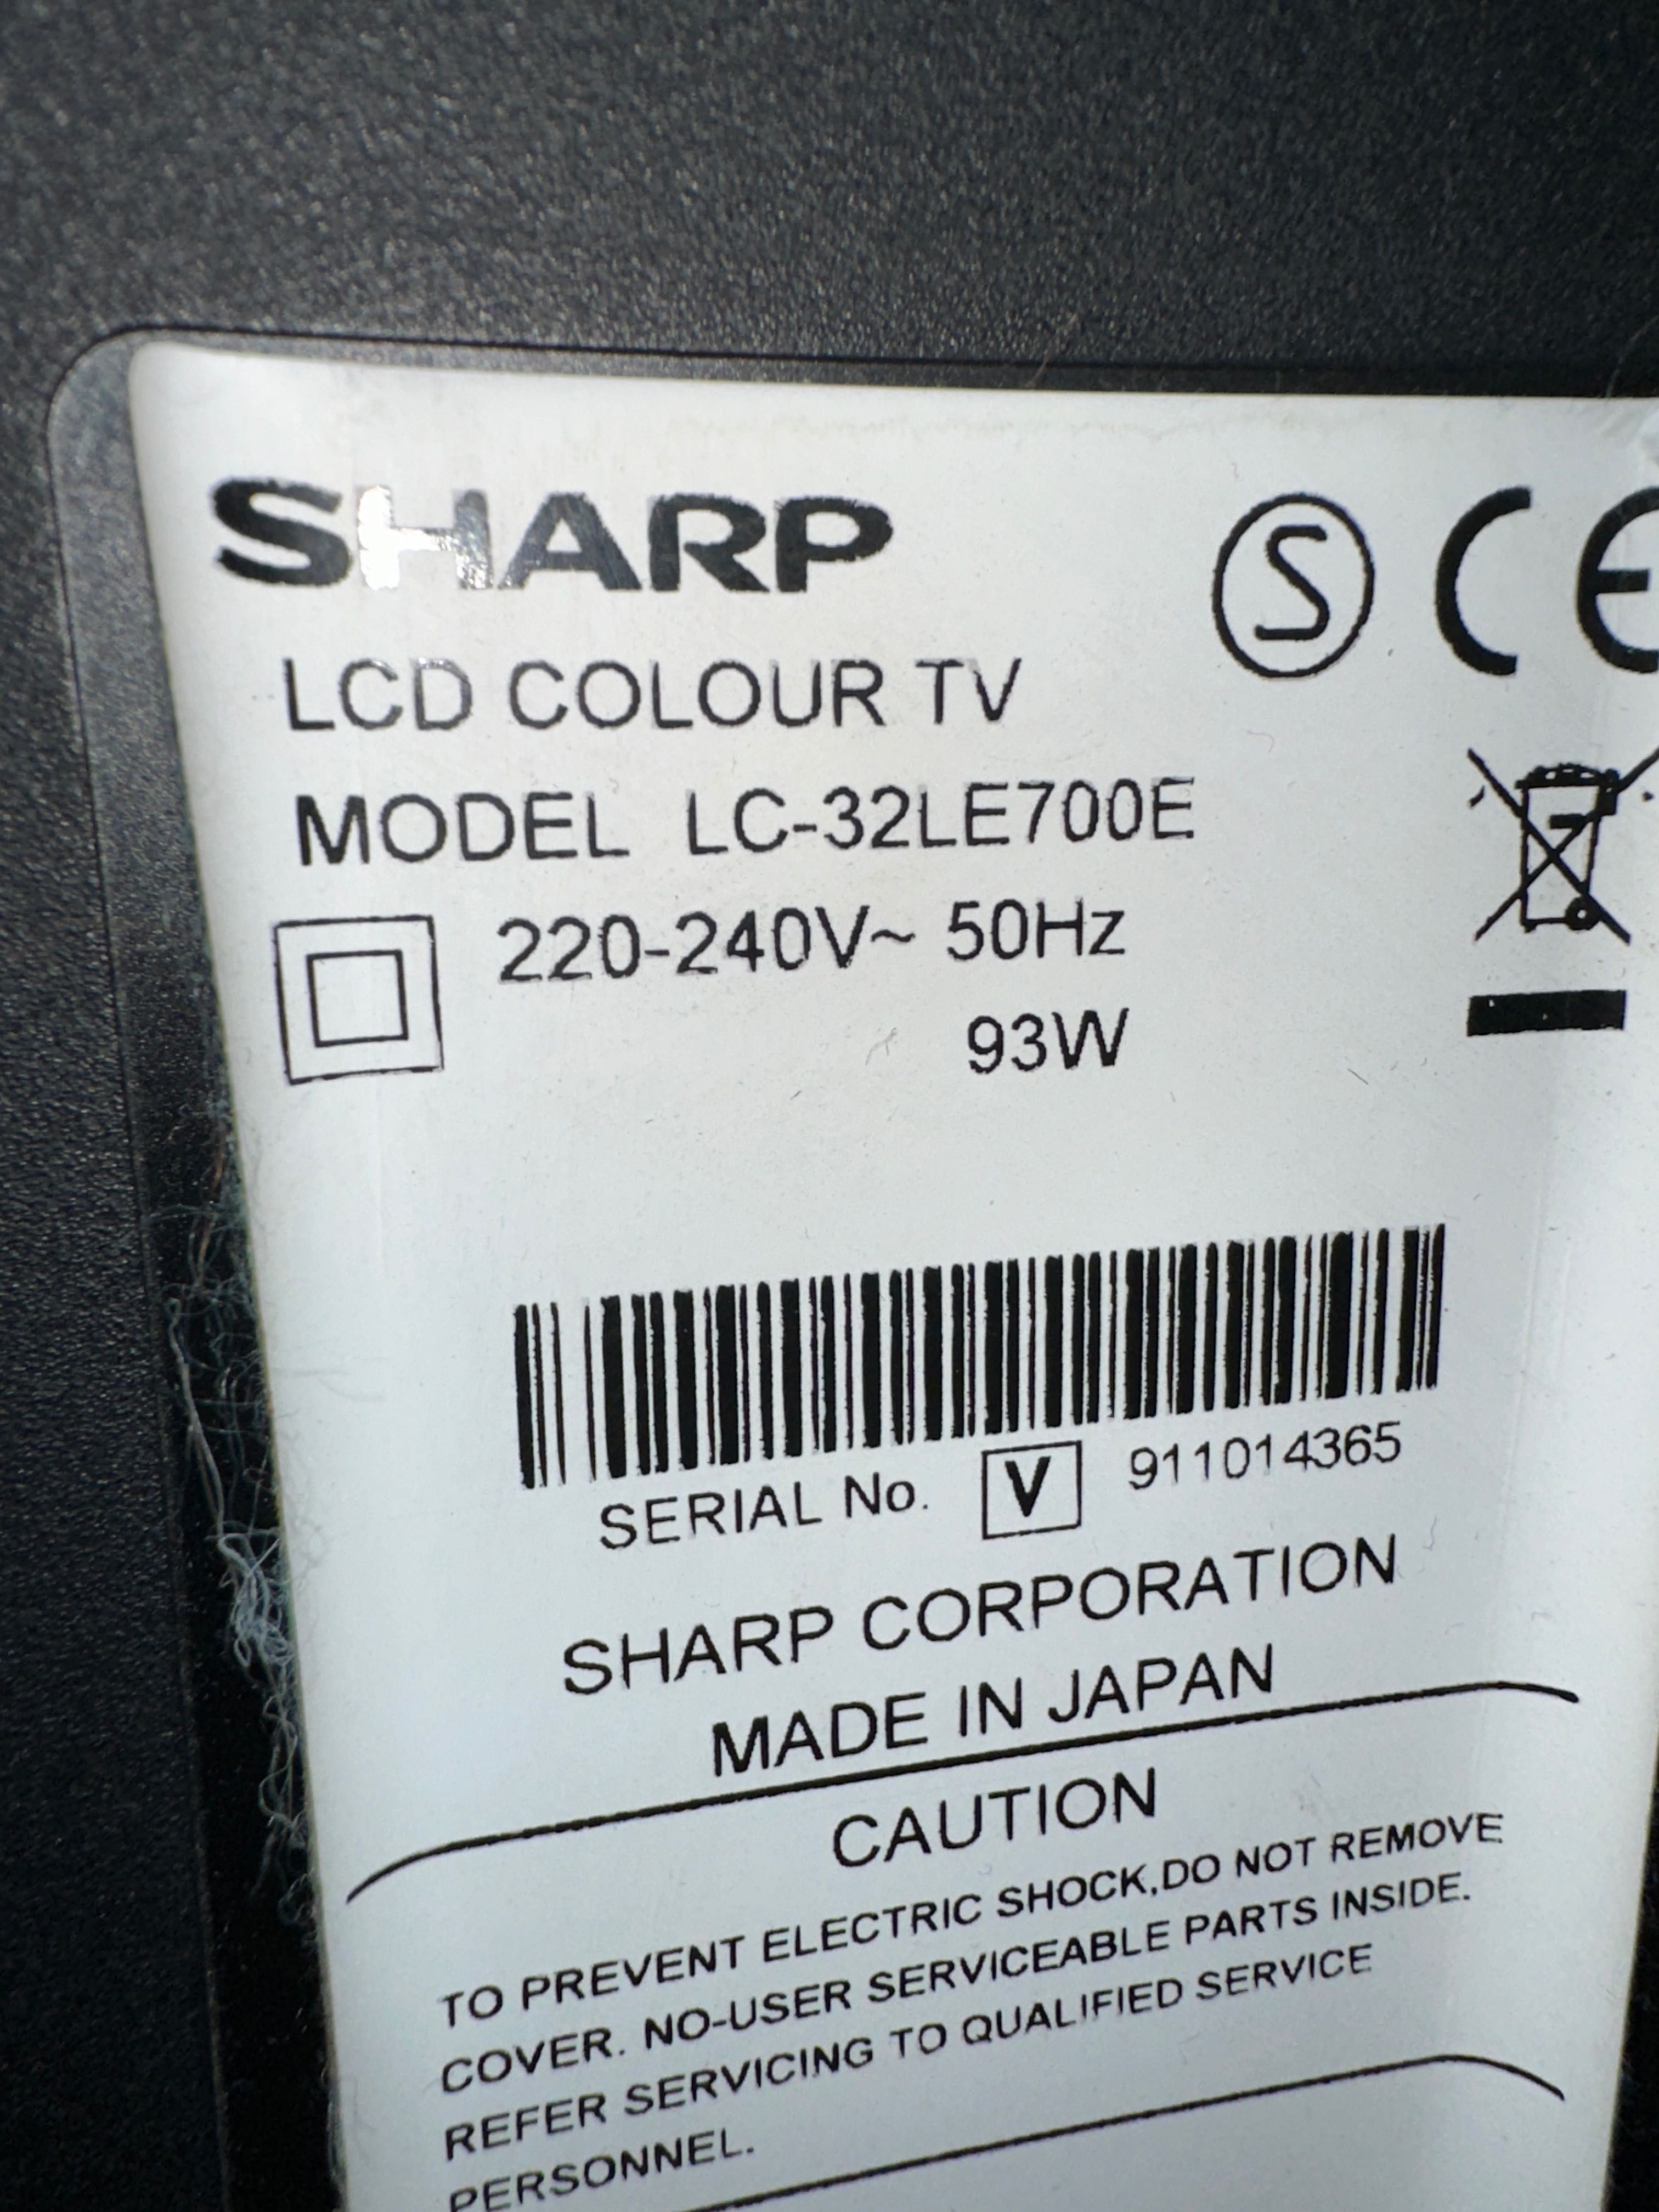 SHARP
S CE
LCD COLOUR TV
MODEL LC-32LE700E
220-240V~ 50Hz
93W
SERIAL No. V 911014365
SHARP CORPORATION
MADE IN JAPAN
CAUTION
TO PREVENT ELECTRIC SHOCK,DO NOT REMOVE
COVER. NO-USER SERVICEABLE PARTS INSIDE.
REFER SERVICING TO QUALIFIED SERVICE
PERSONNEL.